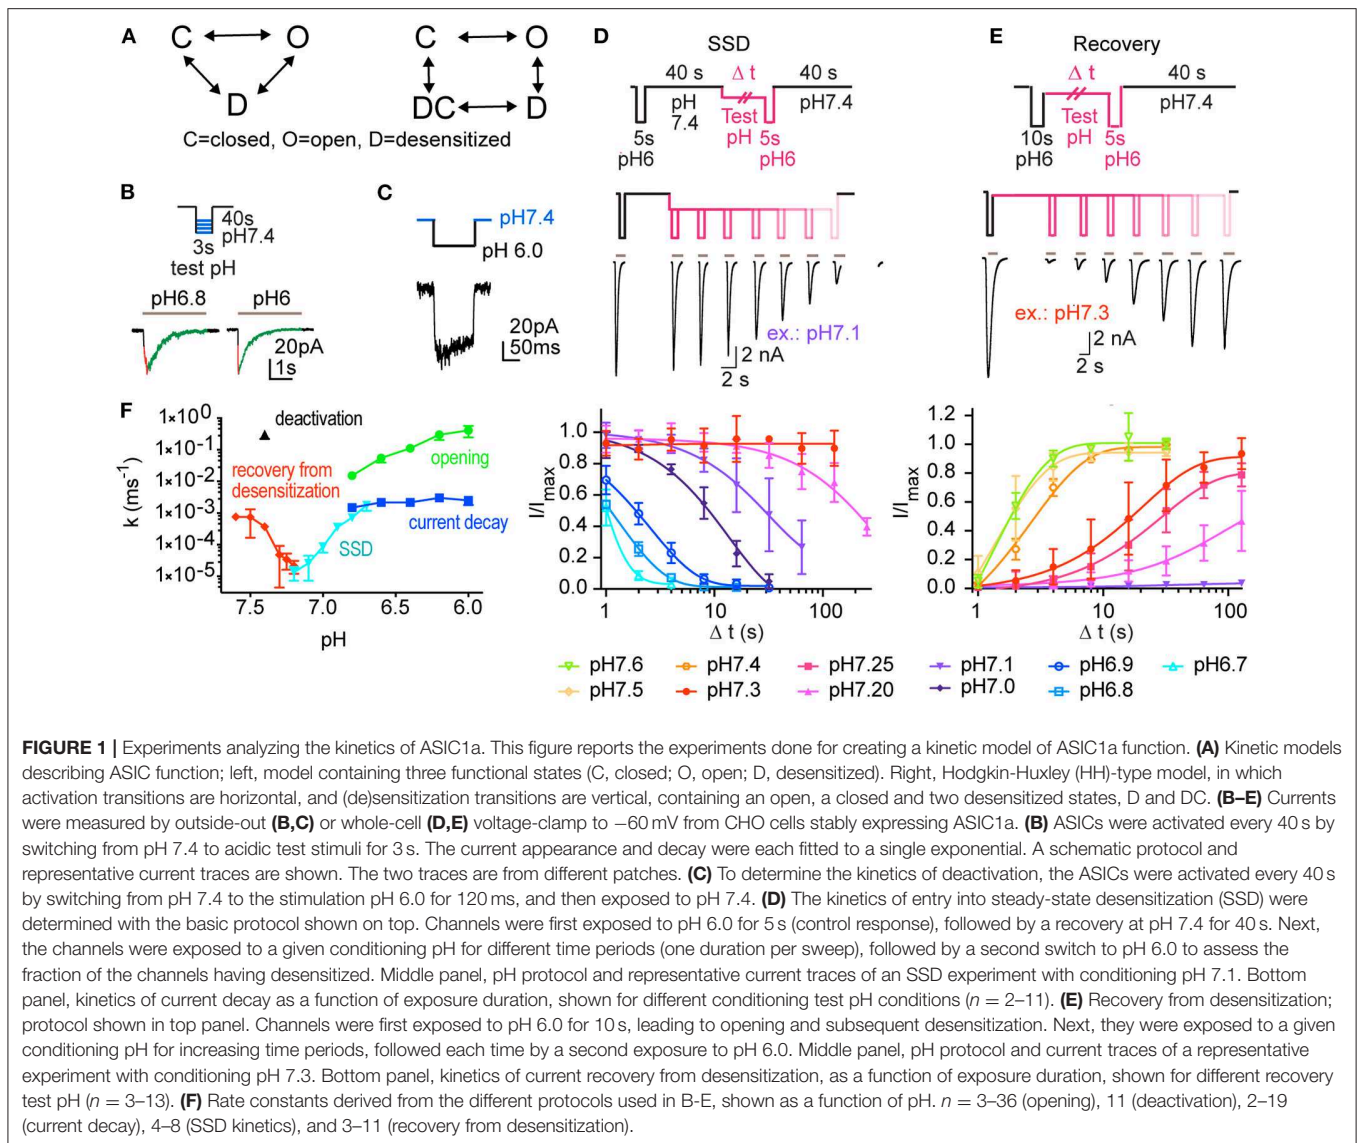 A
C O
D
C O
DC D
C=closed, O=open, D=desensitized
B
40s
pH7.4
3s
test pH
pH6.8 pH6
20pA
1s
C
pH7.4
pH 6.0
20pA
50ms
D
SSD
40 s Δ t 40 s
pH
7.4
Test
pH
pH7.4
5s
pH6
5s
pH6
ex.: pH7.1
2 nA
2 s
E
Recovery
Δ t 40 s
pH7.4
Test
pH
10s
pH6
5s
pH6
ex.: pH7.3
2 nA
2 s
F
1×10⁰
1×10⁻¹
1×10⁻²
1×10⁻³
1×10⁻⁴
1×10⁻⁵
k (ms⁻¹)
deactivation
opening
recovery from
desensitization
current decay
SSD
7.5 7.0 6.5 6.0
pH
I/Imax
1.0
0.8
0.6
0.4
0.2
0.0
1 10 100
Δ t (s)
I/Imax
1.2
1.0
0.8
0.6
0.4
0.2
0.0
1 10 100
Δ t (s)
pH7.6 pH7.4 pH7.25 pH7.1 pH6.9 pH6.7
pH7.5 pH7.3 pH7.20 pH7.0 pH6.8
FIGURE 1 | Experiments analyzing the kinetics of ASIC1a. This figure reports the experiments done for creating a kinetic model of ASIC1a function. (A) Kinetic models
describing ASIC function; left, model containing three functional states (C, closed; O, open; D, desensitized). Right, Hodgkin-Huxley (HH)-type model, in which
activation transitions are horizontal, and (de)sensitization transitions are vertical, containing an open, a closed and two desensitized states, D and DC. (B–E) Currents
were measured by outside-out (B,C) or whole-cell (D,E) voltage-clamp to −60 mV from CHO cells stably expressing ASIC1a. (B) ASICs were activated every 40 s by
switching from pH 7.4 to acidic test stimuli for 3 s. The current appearance and decay were each fitted to a single exponential. A schematic protocol and
representative current traces are shown. The two traces are from different patches. (C) To determine the kinetics of deactivation, the ASICs were activated every 40 s
by switching from pH 7.4 to the stimulation pH 6.0 for 120 ms, and then exposed to pH 7.4. (D) The kinetics of entry into steady-state desensitization (SSD) were
determined with the basic protocol shown on top. Channels were first exposed to pH 6.0 for 5 s (control response), followed by a recovery at pH 7.4 for 40 s. Next,
the channels were exposed to a given conditioning pH for different time periods (one duration per sweep), followed by a second switch to pH 6.0 to assess the
fraction of the channels having desensitized. Middle panel, pH protocol and representative current traces of an SSD experiment with conditioning pH 7.1. Bottom
panel, kinetics of current decay as a function of exposure duration, shown for different conditioning test pH conditions (n = 2–11). (E) Recovery from desensitization;
protocol shown in top panel. Channels were first exposed to pH 6.0 for 10 s, leading to opening and subsequent desensitization. Next, they were exposed to a given
conditioning pH for increasing time periods, followed each time by a second exposure to pH 6.0. Middle panel, pH protocol and current traces of a representative
experiment with conditioning pH 7.3. Bottom panel, kinetics of current recovery from desensitization, as a function of exposure duration, shown for different recovery
test pH (n = 3–13). (F) Rate constants derived from the different protocols used in B-E, shown as a function of pH. n = 3–36 (opening), 11 (deactivation), 2–19
(current decay), 4–8 (SSD kinetics), and 3–11 (recovery from desensitization).